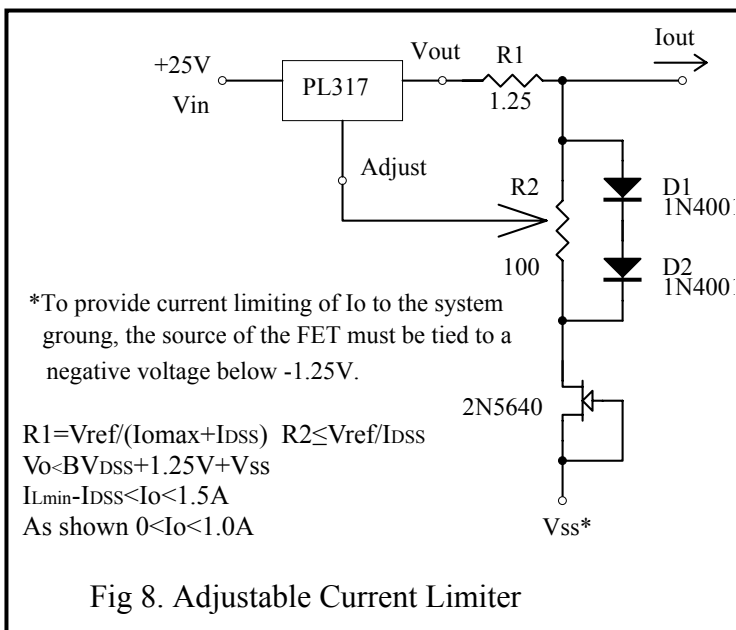 Iout
Vout
R1
+25V
PL317
Vin
1.25
Adjust
R2
D1
1N4001
100
D2
1N4001
*To provide current limiting of Io to the system
groung, the source of the FET must be tied to a
negative voltage below -1.25V.
2N5640
R1=Vref/(Iomax+IDSS) R2≤Vref/IDSS
Vo<BVDSS+1.25V+Vss
ILmin-IDSS<Io<1.5A
As shown 0<Io<1.0A
Vss*
Fig 8. Adjustable Current Limiter